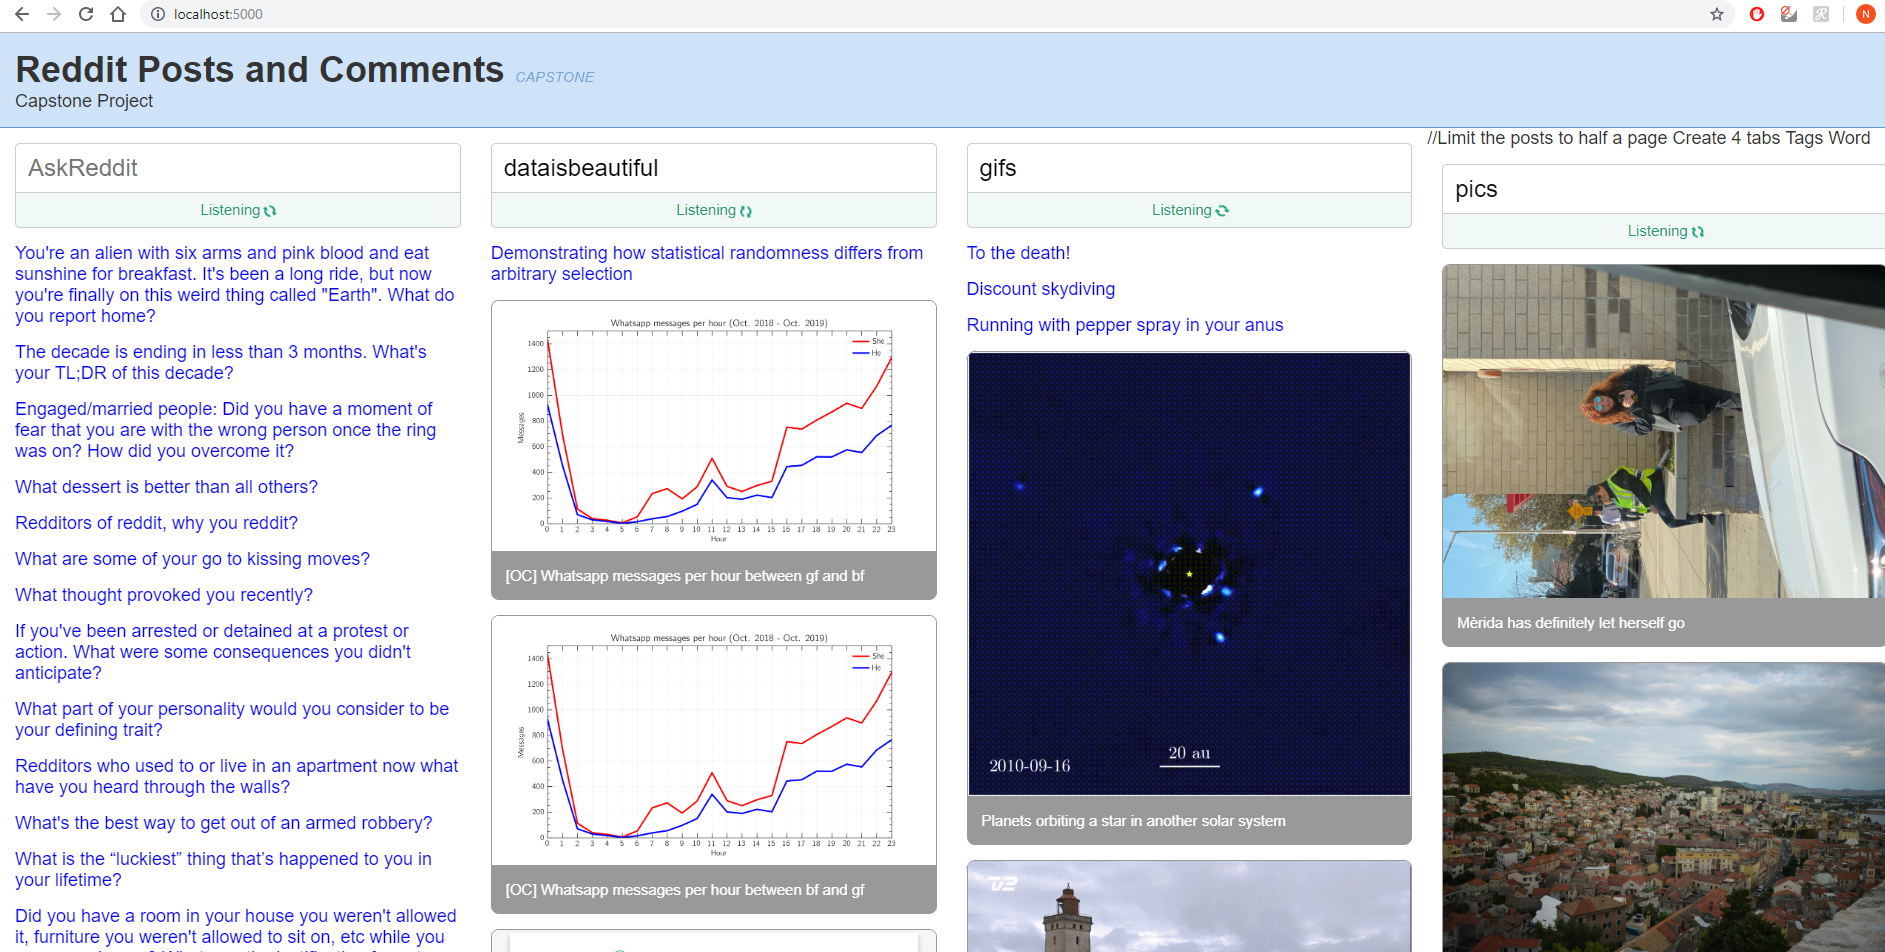 localhost:5000
N
Reddit Posts and Comments CAPSTONE
Capstone Project
AskReddit
Listening
You're an alien with six arms and pink blood and eat
sunshine for breakfast. It's been a long ride, but now
you're finally on this weird thing called "Earth". What do
you report home?
The decade is ending in less than 3 months. What's
your TL;DR of this decade?
Engaged/married people: Did you have a moment of
fear that you are with the wrong person once the ring
was on? How did you overcome it?
What dessert is better than all others?
Redditors of reddit, why you reddit?
What are some of your go to kissing moves?
What thought provoked you recently?
If you've been arrested or detained at a protest or
action. What were some consequences you didn't
anticipate?
What part of your personality would you consider to be
your defining trait?
Redditors who used to or live in an apartment now what
have you heard through the walls?
What's the best way to get out of an armed robbery?
What is the “luckiest” thing that’s happened to you in
your lifetime?
Did you have a room in your house you weren't allowed
it, furniture you weren't allowed to sit on, etc while you
dataisbeautiful
Listening
Demonstrating how statistical randomness differs from
arbitrary selection
Whatsapp messages per hour (Oct. 2018 - Oct. 2019)
She
He
1400
1200
1000
800
600
400
200
0
Messages
0 1 2 3 4 5 6 7 8 9 10 11 12 13 14 15 16 17 18 19 20 21 22 23
Hour
[OC] Whatsapp messages per hour between gf and bf
Whatsapp messages per hour (Oct. 2018 - Oct. 2019)
She
He
1400
1200
1000
800
600
400
200
0
Messages
0 1 2 3 4 5 6 7 8 9 10 11 12 13 14 15 16 17 18 19 20 21 22 23
Hour
[OC] Whatsapp messages per hour between bf and gf
gifs
Listening
To the death!
Discount skydiving
Running with pepper spray in your anus
2010-09-16
20 au
Planets orbiting a star in another solar system
TV2
//Limit the posts to half a page Create 4 tabs Tags Word
pics
Listening
Mèrida has definitely let herself go